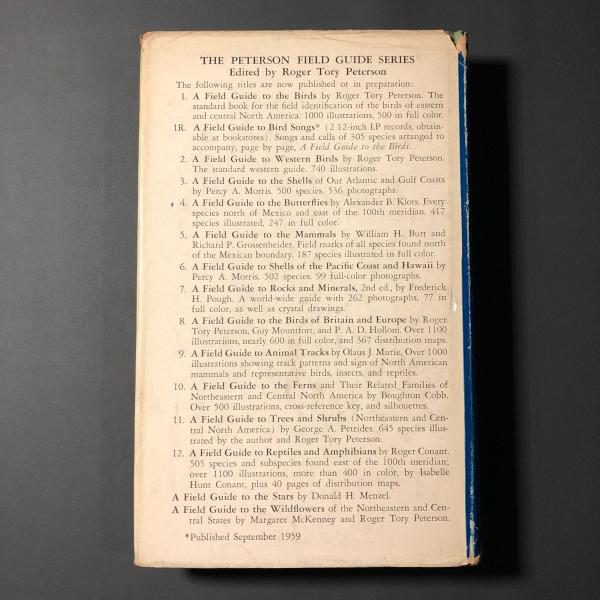 THE PETERSON FIELD GUIDE SERIES
Edited by Roger Tory Peterson
The following titles are now published or in preparation:
1. A Field Guide to the Birds by Roger Tory Peterson. The
standard book for the field identification of the birds of eastern
and central North America. 1000 illustrations, 500 in full color.
1R. A Field Guide to Bird Songs* (2 12-inch LP records, obtain-
able at bookstores). Songs and calls of 305 species arranged to
accompany, page by page, A Field Guide to the Birds.
2. A Field Guide to Western Birds by Roger Tory Peterson.
The standard western guide. 740 illustrations.
3. A Field Guide to the Shells of Our Atlantic and Gulf Coasts
by Percy A. Morris. 500 species. 536 photographs.
4. A Field Guide to the Butterflies by Alexander B. Klots. Every
species north of Mexico and east of the 100th meridian. 417
species illustrated, 247 in full color.
5. A Field Guide to the Mammals by William H. Burt and
Richard P. Grossenheider. Field marks of all species found north
of the Mexican boundary. 187 species illustrated in full color.
6. A Field Guide to Shells of the Pacific Coast and Hawaii by
Percy A. Morris. 502 species. 99 full-color photographs.
7. A Field Guide to Rocks and Minerals, 2nd ed., by Frederick
H. Pough. A world-wide guide with 262 photographs, 77 in
full color, as well as crystal drawings.
8. A Field Guide to the Birds of Britain and Europe by Roger
Tory Peterson, Guy Mountfort, and P. A. D. Hollom. Over 1100
illustrations, nearly 600 in full color, and 367 distribution maps.
9. A Field Guide to Animal Tracks by Olaus J. Murie, Over 1000
illustrations showing track patterns and sign of North American
mammals and representative birds, insects, and reptiles.
10. A Field Guide to the Ferns and Their Related Families of
Northeastern and Central North America by Boughton Cobb.
Over 500 illustrations, cross-reference key, and silhouettes.
11. A Field Guide to Trees and Shrubs (Northeastern and Cen-
tral North America) by George A. Petrides. 645 species illus-
trated by the author and Roger Tory Peterson.
12. A Field Guide to Reptiles and Amphibians by Roger Conant.
505 species and subspecies found east of the 100th meridian;
over 1100 illustrations, more than 400 in color, by Isabelle
Hunt Conant, plus 40 pages of distribution maps.
A Field Guide to the Stars by Donald H. Menzel.
A Field Guide to the Wildflowers of the Northeastern and Cen-
tral States by Margaret McKenney and Roger Tory Peterson.
*Published September 1959